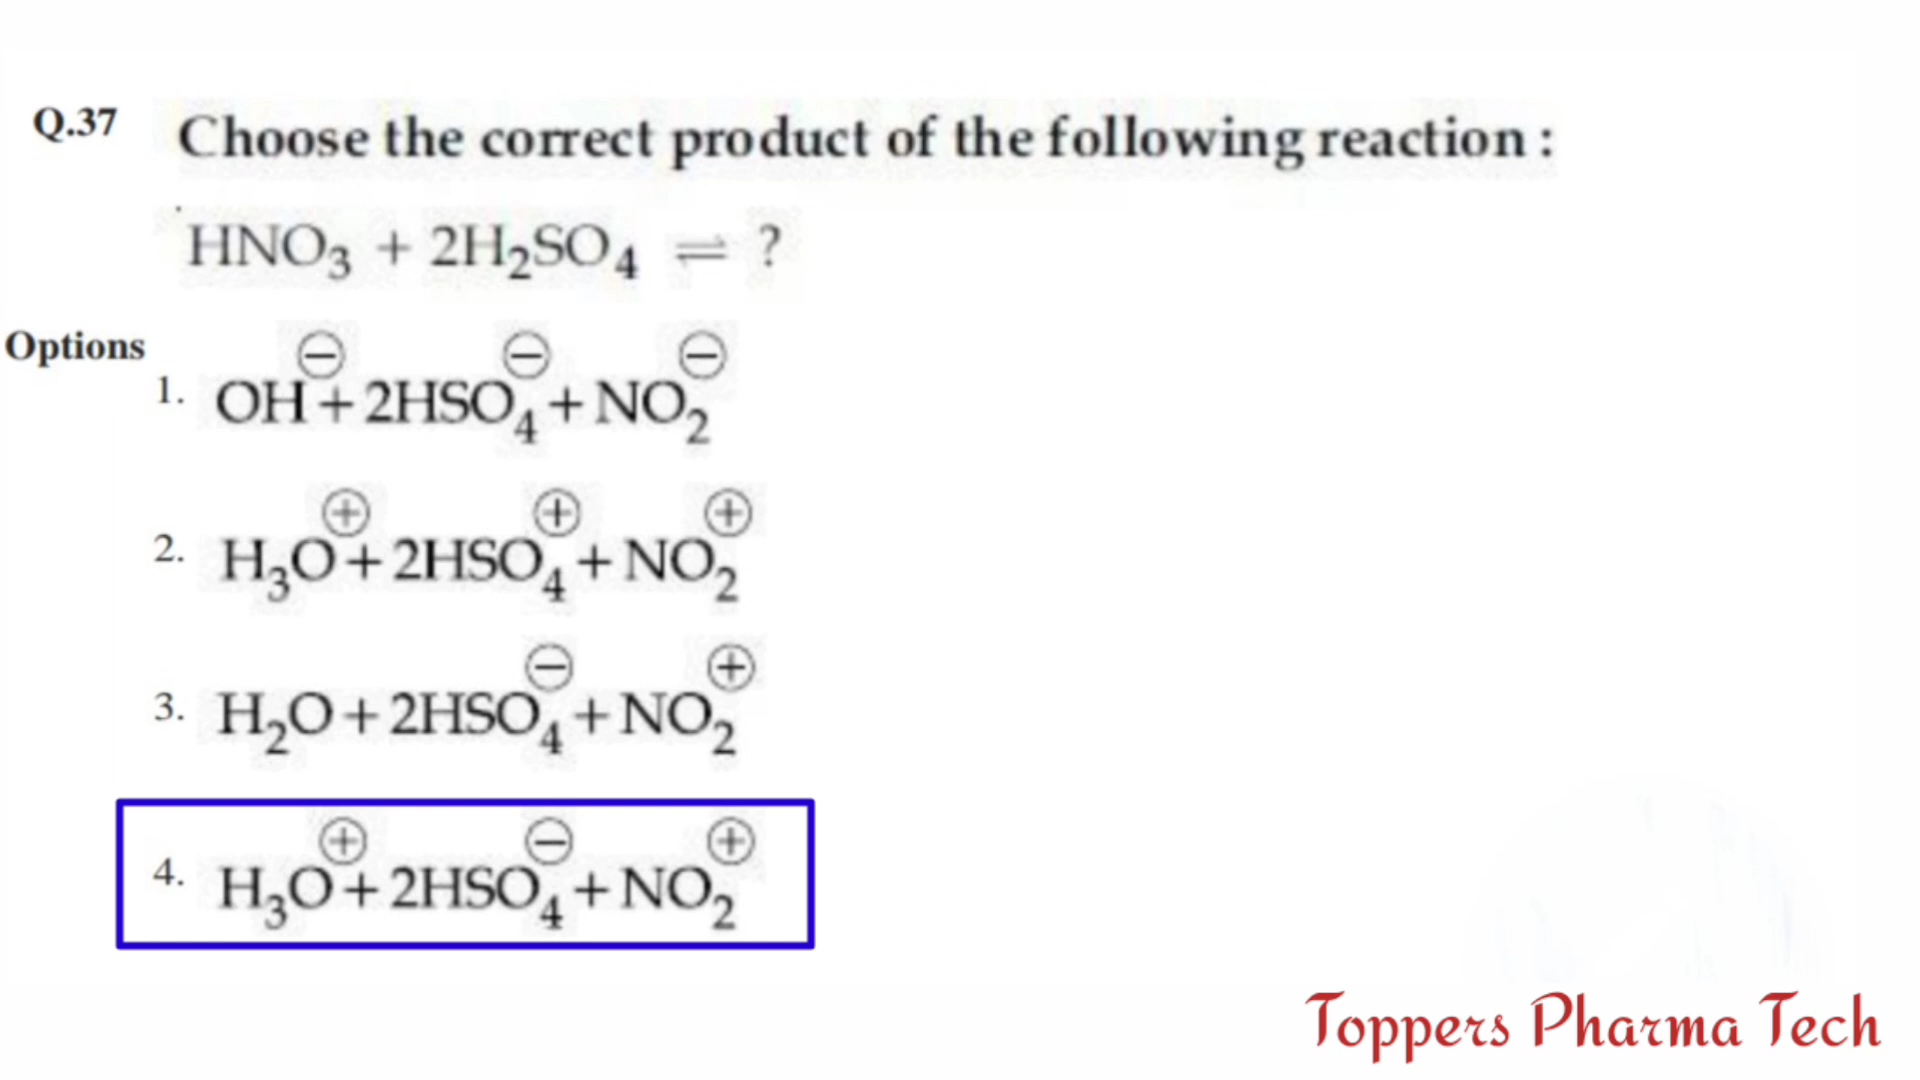 Q.37 Choose the correct product of the following reaction :
HNO₃ + 2H₂SO₄ ⇌ ?
Options
1. OH⊖ + 2HSO₄⊖ + NO₂⊖
2. H₃O⊕ + 2HSO₄⊕ + NO₂⊕
3. H₂O + 2HSO₄⊖ + NO₂⊕
4. H₃O⊕ + 2HSO₄⊖ + NO₂⊕
Toppers Pharma Tech